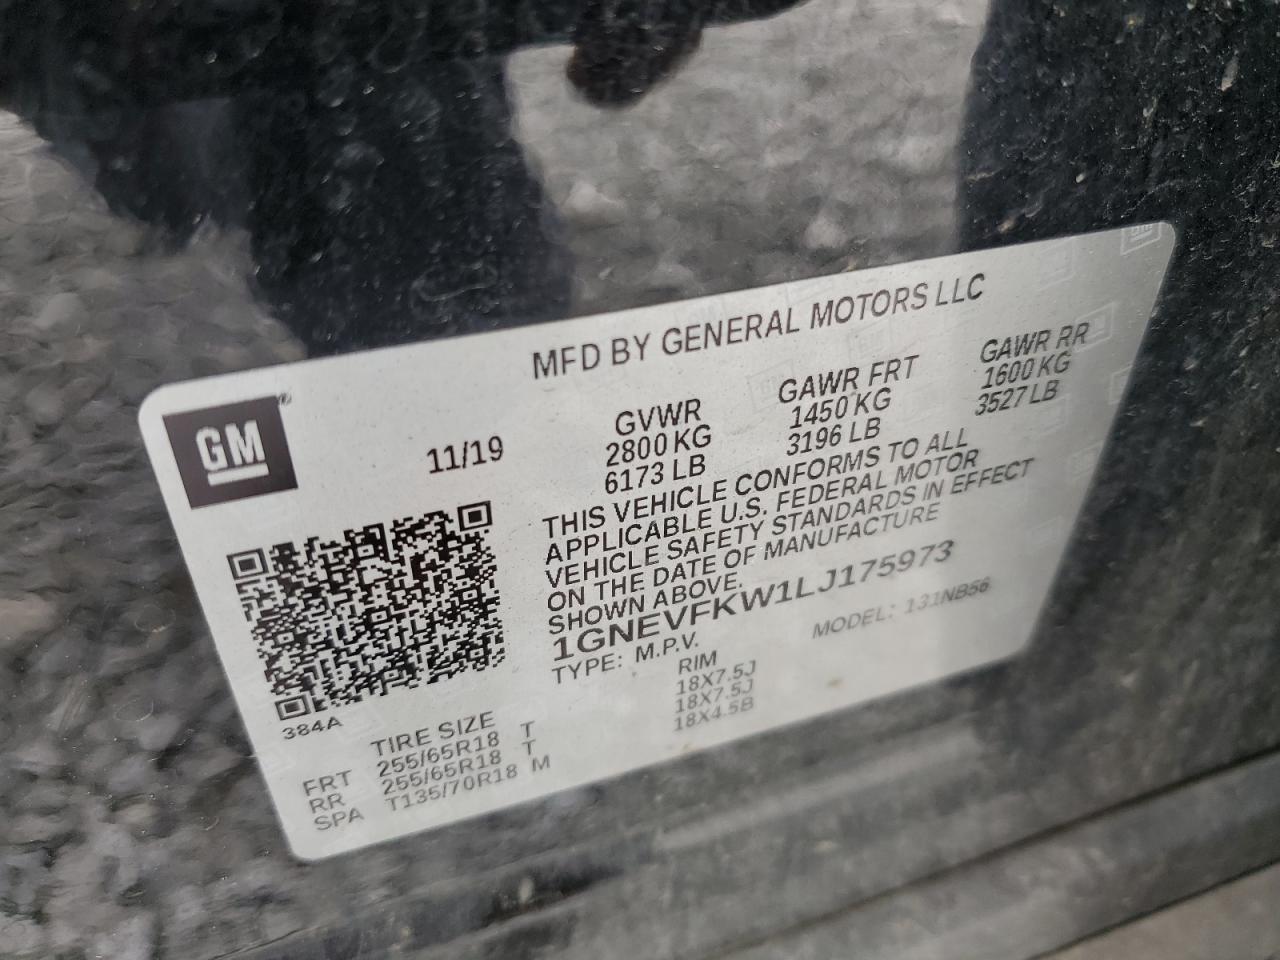 MFD BY GENERAL MOTORS LLC
GM ®
11/19
GVWR GAWR FRT GAWR RR
2800 KG 1450 KG 1600 KG
6173 LB 3196 LB 3527 LB
THIS VEHICLE CONFORMS TO ALL
APPLICABLE U.S. FEDERAL MOTOR
VEHICLE SAFETY STANDARDS IN EFFECT
ON THE DATE OF MANUFACTURE
SHOWN ABOVE.
1GNEVFKW1LJ175973
TYPE: M.P.V. MODEL: 131NB56
384A
TIRE SIZE RIM
FRT 255/65R18 T 18X7.5J
RR 255/65R18 T 18X7.5J
SPA T135/70R18 M 18X4.5B